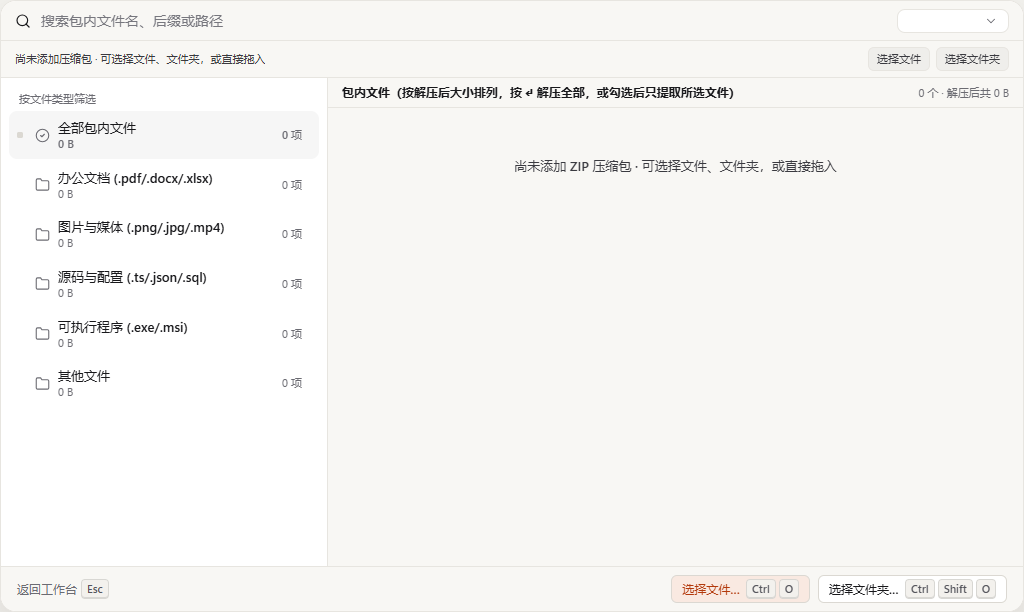 搜索包内文件名、后缀或路径
尚未添加压缩包 · 可选择文件、文件夹，或直接拖入
选择文件
选择文件夹
按文件类型筛选
全部包内文件
0 B
0 项
办公文档 (.pdf/.docx/.xlsx)
0 B
0 项
图片与媒体 (.png/.jpg/.mp4)
0 B
0 项
源码与配置 (.ts/.json/.sql)
0 B
0 项
可执行程序 (.exe/.msi)
0 B
0 项
其他文件
0 B
0 项
包内文件（按解压后大小排列，按 ↵ 解压全部，或勾选后只提取所选文件）
0 个 · 解压后共 0 B
尚未添加 ZIP 压缩包 · 可选择文件、文件夹，或直接拖入
返回工作台 Esc
选择文件... Ctrl O
选择文件夹... Ctrl Shift O